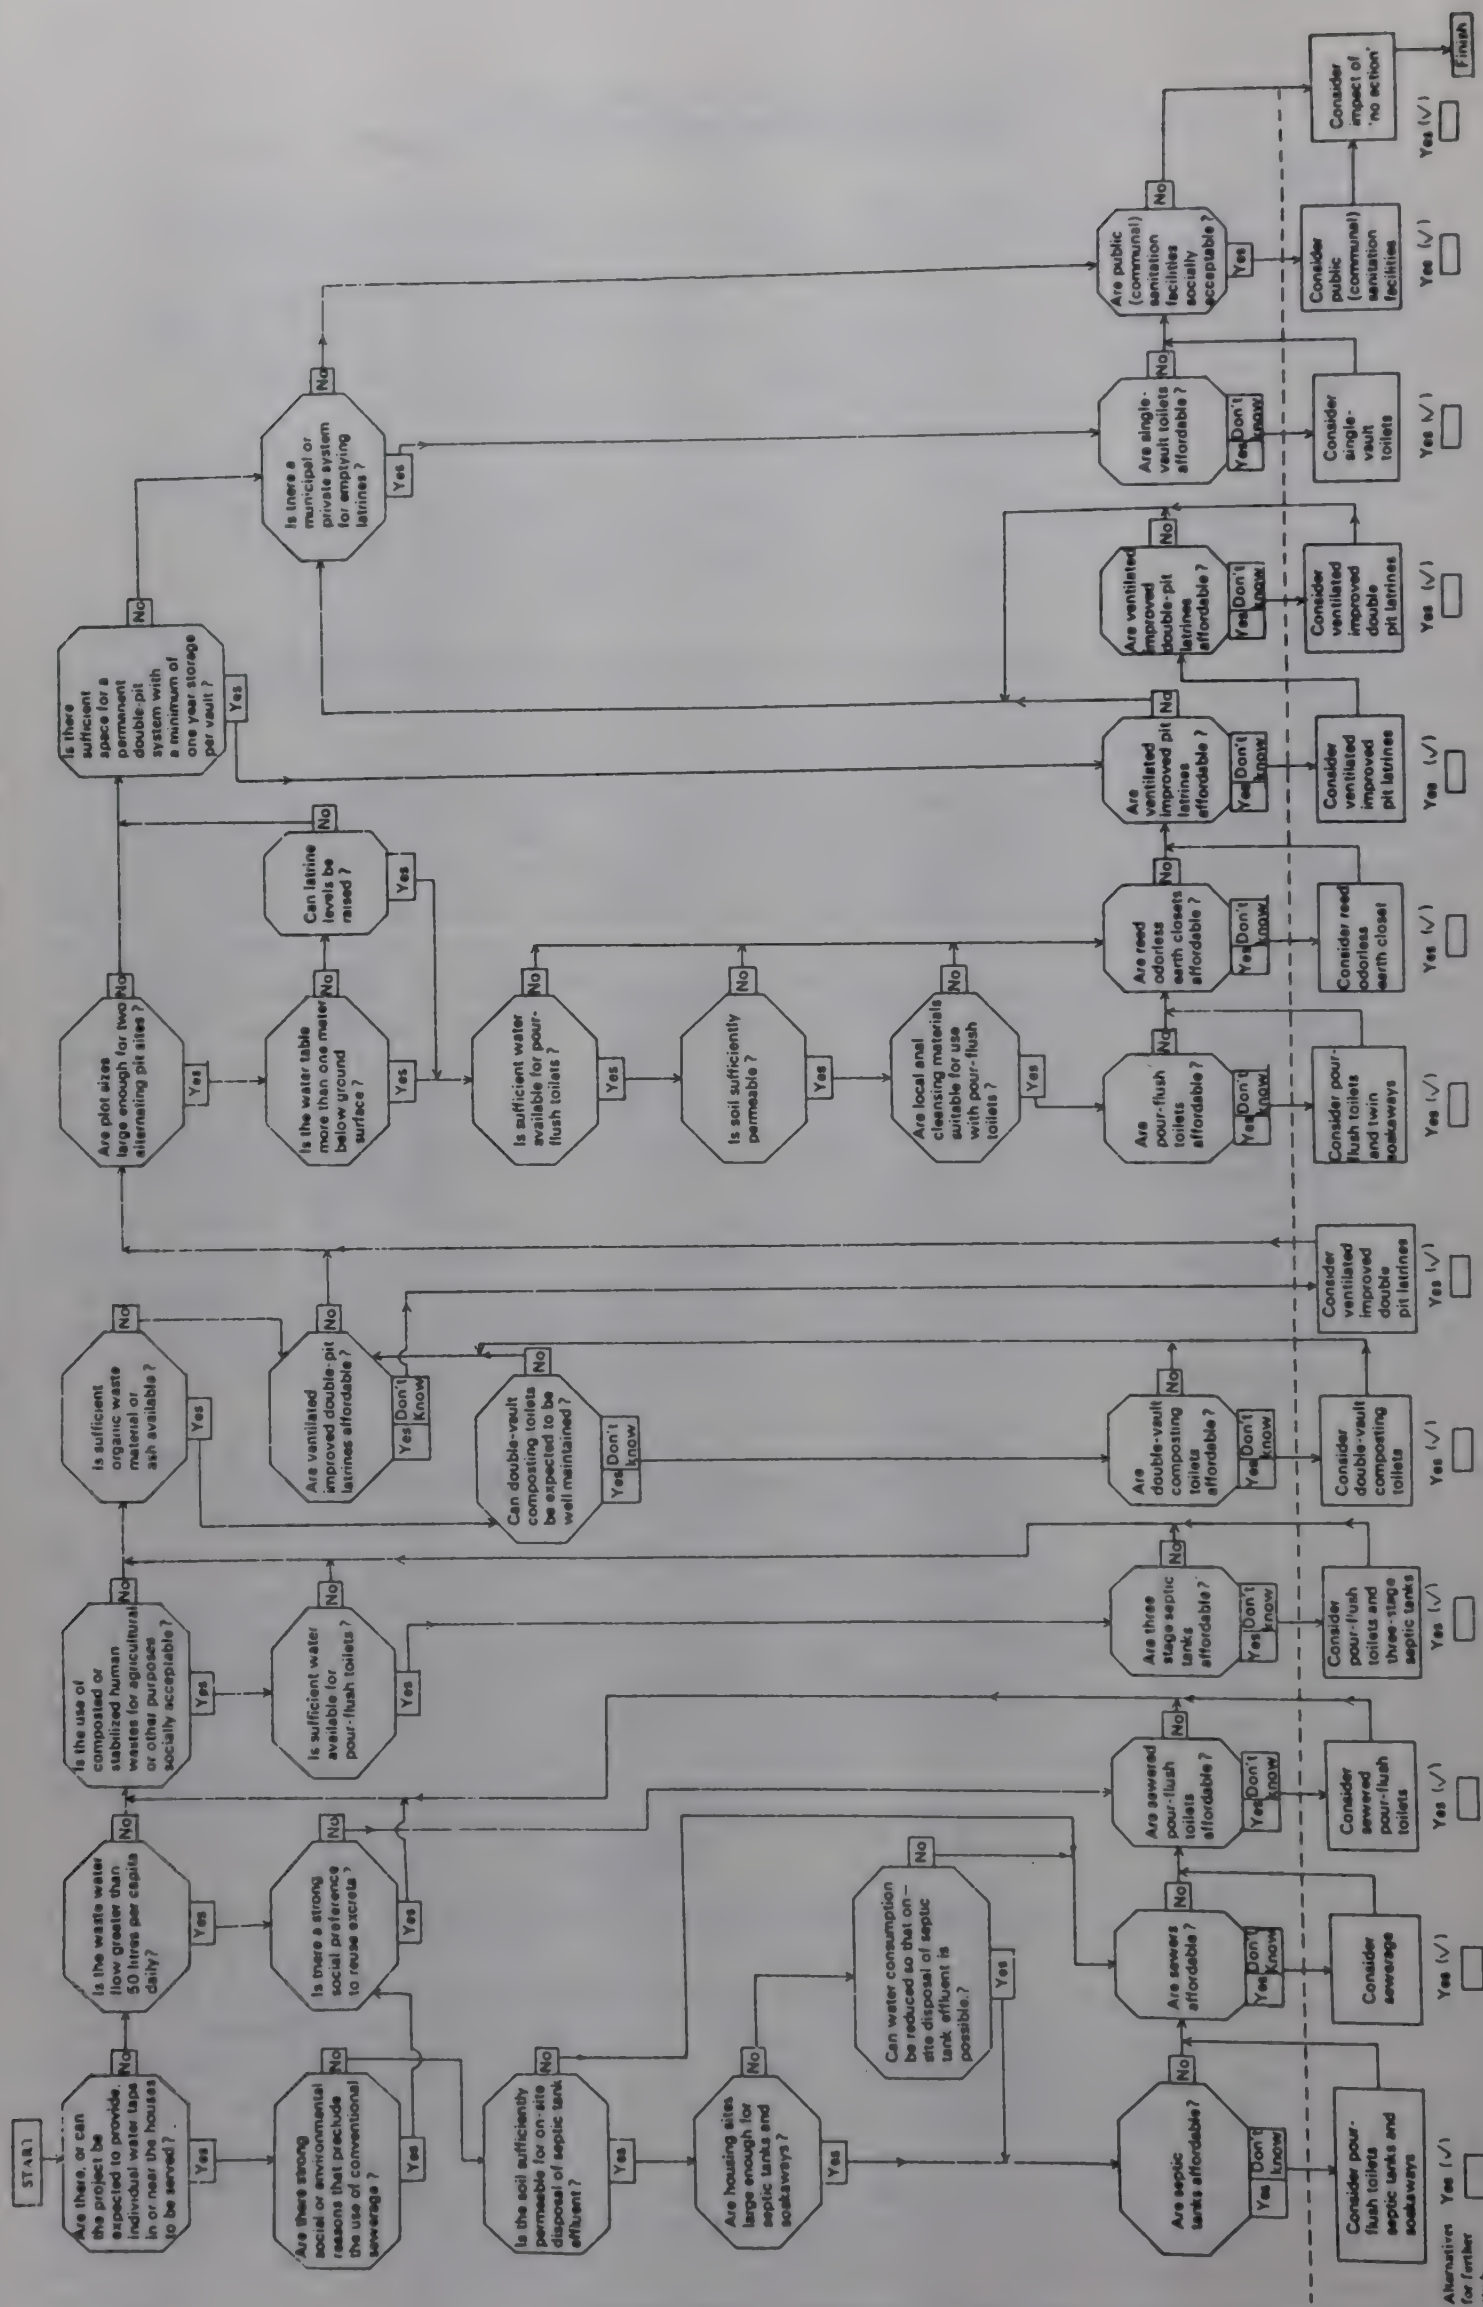 START
Are there, or can
the project be
expected to provide,
individual water taps
in or near the houses
to be served?
No
Yes
Are there strong
social or environmental
reasons that preclude
the use of conventional
sewerage ?
No
Yes
Is the soil sufficiently
permeable for on-site
disposal of septic tank
effluent ?
No
Yes
Are housing sites
large enough for
septic tanks and
soakaways ?
No
Yes
Can water consumption
be reduced so that on-
site disposal of septic
tank effluent is
possible.?
No
Yes
Are septic
tanks affordable?
No
Yes Don't
know
Consider pour-
flush toilets
septic tanks and
soakaways
Is the waste water
flow greater than
50 litres per capita
daily?
No
Yes
Is there a strong
social preference
to reuse excreta ?
No
Yes
Are sewers
affordable?
No
Yes Don't
Know
Consider
sewerage
Are sewered
pour-flush
toilets
affordable?
No
Yes Don't
Know
Consider
sewered
pour-flush
toilets
Is the use of
composted or
stabilized human
wastes for agricultural
or other purposes
socially acceptable?
No
Yes
Is sufficient water
available for
pour-flush toilets ?
No
Yes
Are three
stage septic
tanks
affordable?
No
Yes Don't
know
Consider
pour-flush
toilets and
three-stage
septic tanks
Is sufficient
organic waste
material or
ash available ?
No
Yes
Are ventilated
improved double-pit
latrines affordable ?
No
Yes Don't
Know
Can double-vault
composting toilets
be expected to be
well maintained ?
No
Yes Don't
know
Are
double-vault
composting
toilets
affordable?
No
Yes Don't
Know
Consider
double-vault
composting
toilets
Consider
ventilated
improved
double
pit latrines
Are plot sizes
large enough for two
alternating pit sites ?
No
Yes
Is the water table
more than one meter
below ground
surface ?
No
Yes
Can latrine
levels be
raised ?
No
Yes
Is sufficient water
available for pour-
flush toilets ?
No
Yes
Is soil sufficiently
permeable ?
No
Yes
Are local anal
cleansing materials
suitable for use
with pour-flush
toilets ?
No
Yes
Are
pour-flush
toilets
affordable ?
No
Yes Don't
Know
Consider pour-
flush toilets
and twin
soakaways
Are reed
odorless
earth closets
affordable ?
No
Yes Don't
know
Consider reed
odorless
earth closet
Is there
sufficient
space for a
permanent
double-pit
system with
a minimum of
one year storage
per vault ?
No
Yes
Are
ventilated
improved pit
latrines
affordable ?
No
Yes Don't
know
Consider
ventilated
improved
pit latrines
Are ventilated
improved
double-pit
latrines
affordable ?
No
Yes Don't
know
Consider
ventilated
improved
double
pit latrines
Is there a
municipal or
private system
for emptying
latrines ?
No
Yes
Are single-
vault toilets
affordable ?
No
Yes Don't
know
Consider
single-
vault
toilets
Are public
(communal)
sanitation
facilities
socially
acceptable ?
No
Yes
Consider
public
(communal)
sanitation
facilities
Consider
impact of
'no action'
Finish
Alternatives Yes (√)
for further
Yes (√)
Yes (√)
Yes (√)
Yes (√)
Yes (√)
Yes (√)
Yes (√)
Yes (√)
Yes (√)
Yes (√)
Yes (√)
Yes (√)